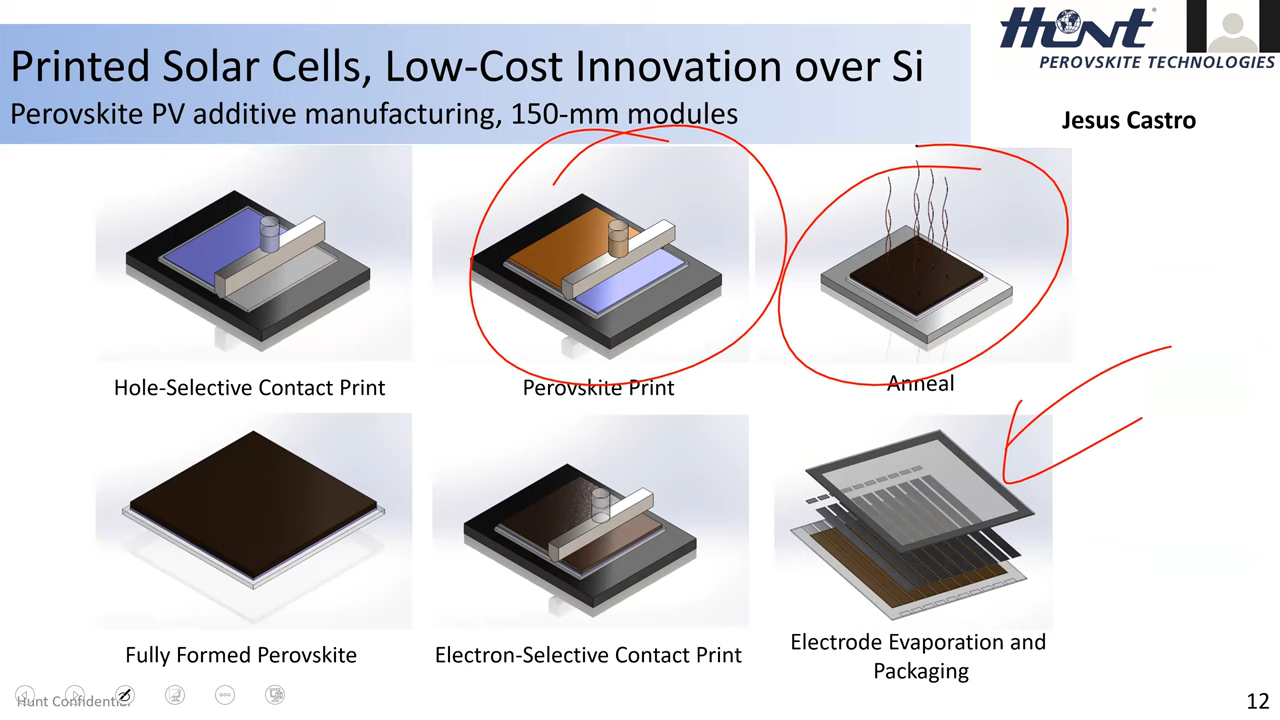 Printed Solar Cells, Low-Cost Innovation over Si
Perovskite PV additive manufacturing, 150-mm modules
Hunt
PEROVSKITE TECHNOLOGIES
Jesus Castro
Hole-Selective Contact Print
Perovskite Print
Anneal
Fully Formed Perovskite
Electron-Selective Contact Print
Electrode Evaporation and
Packaging
Hunt Confidential
12